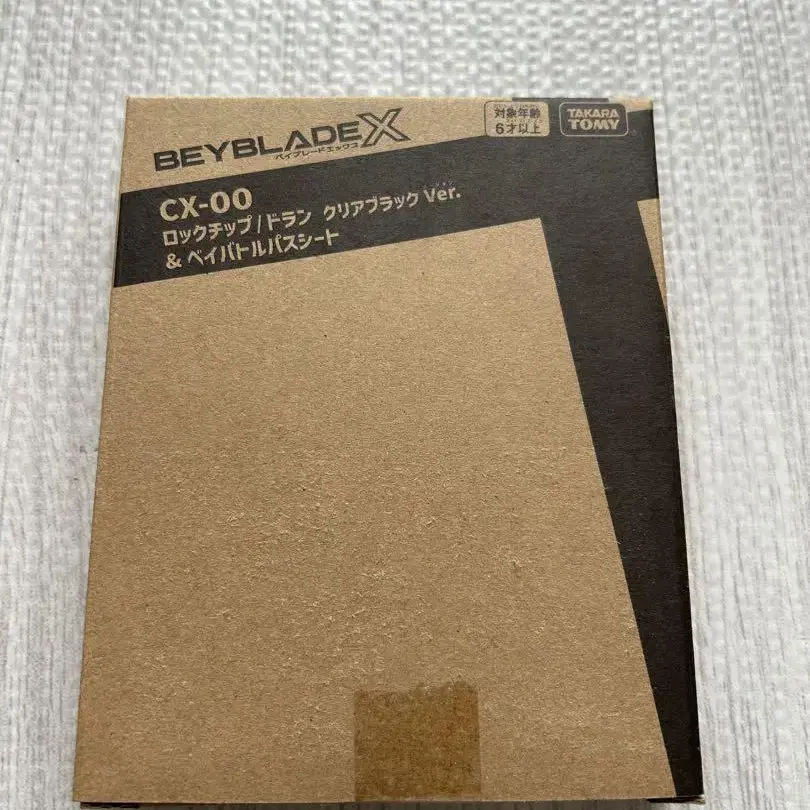 BEYBLADE X
ベイブレードエックス
対象年齢
6才以上
TAKARA
TOMY
CX-00
ロックチップ/ドラン クリアブラック Ver.
& ベイバトルパスシート